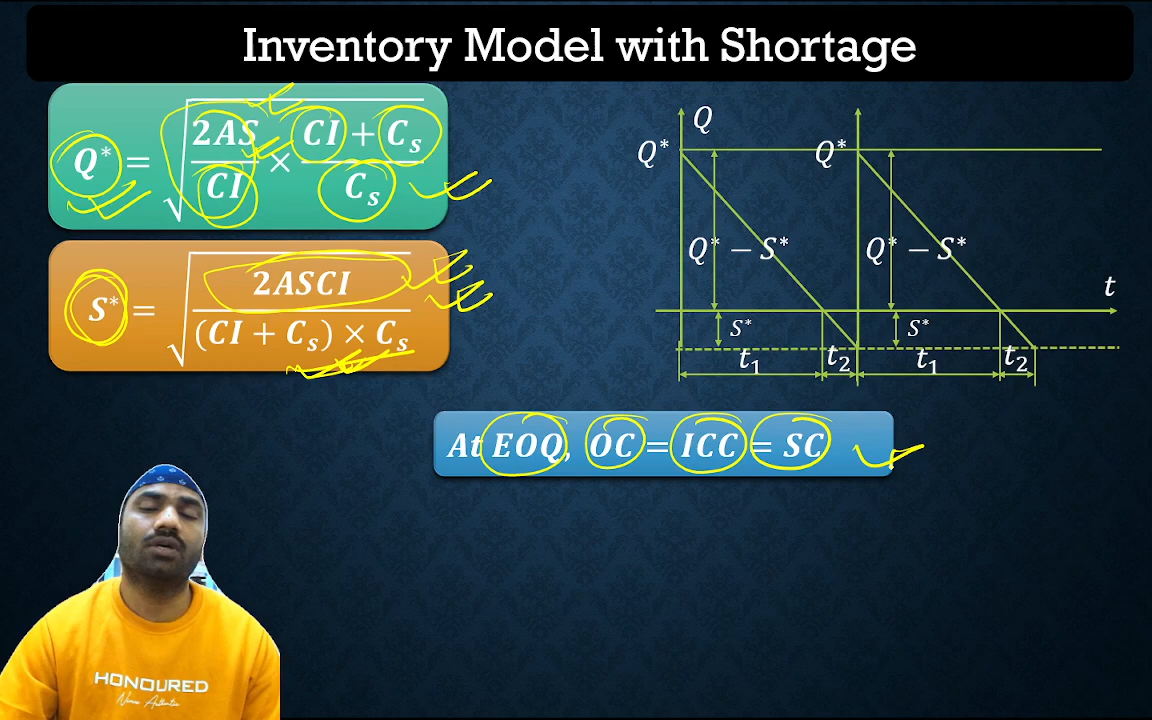 Inventory Model with Shortage
Q* = √(2AS/CI × (CI + Cₛ)/Cₛ)
S* = √(2ASCI/((CI + Cₛ) × Cₛ))
Q
Q* Q*
Q* − S* Q* − S*
t
S* S*
t₁ t₂ t₁ t₂
At EOQ, OC = ICC = SC
HONOURED